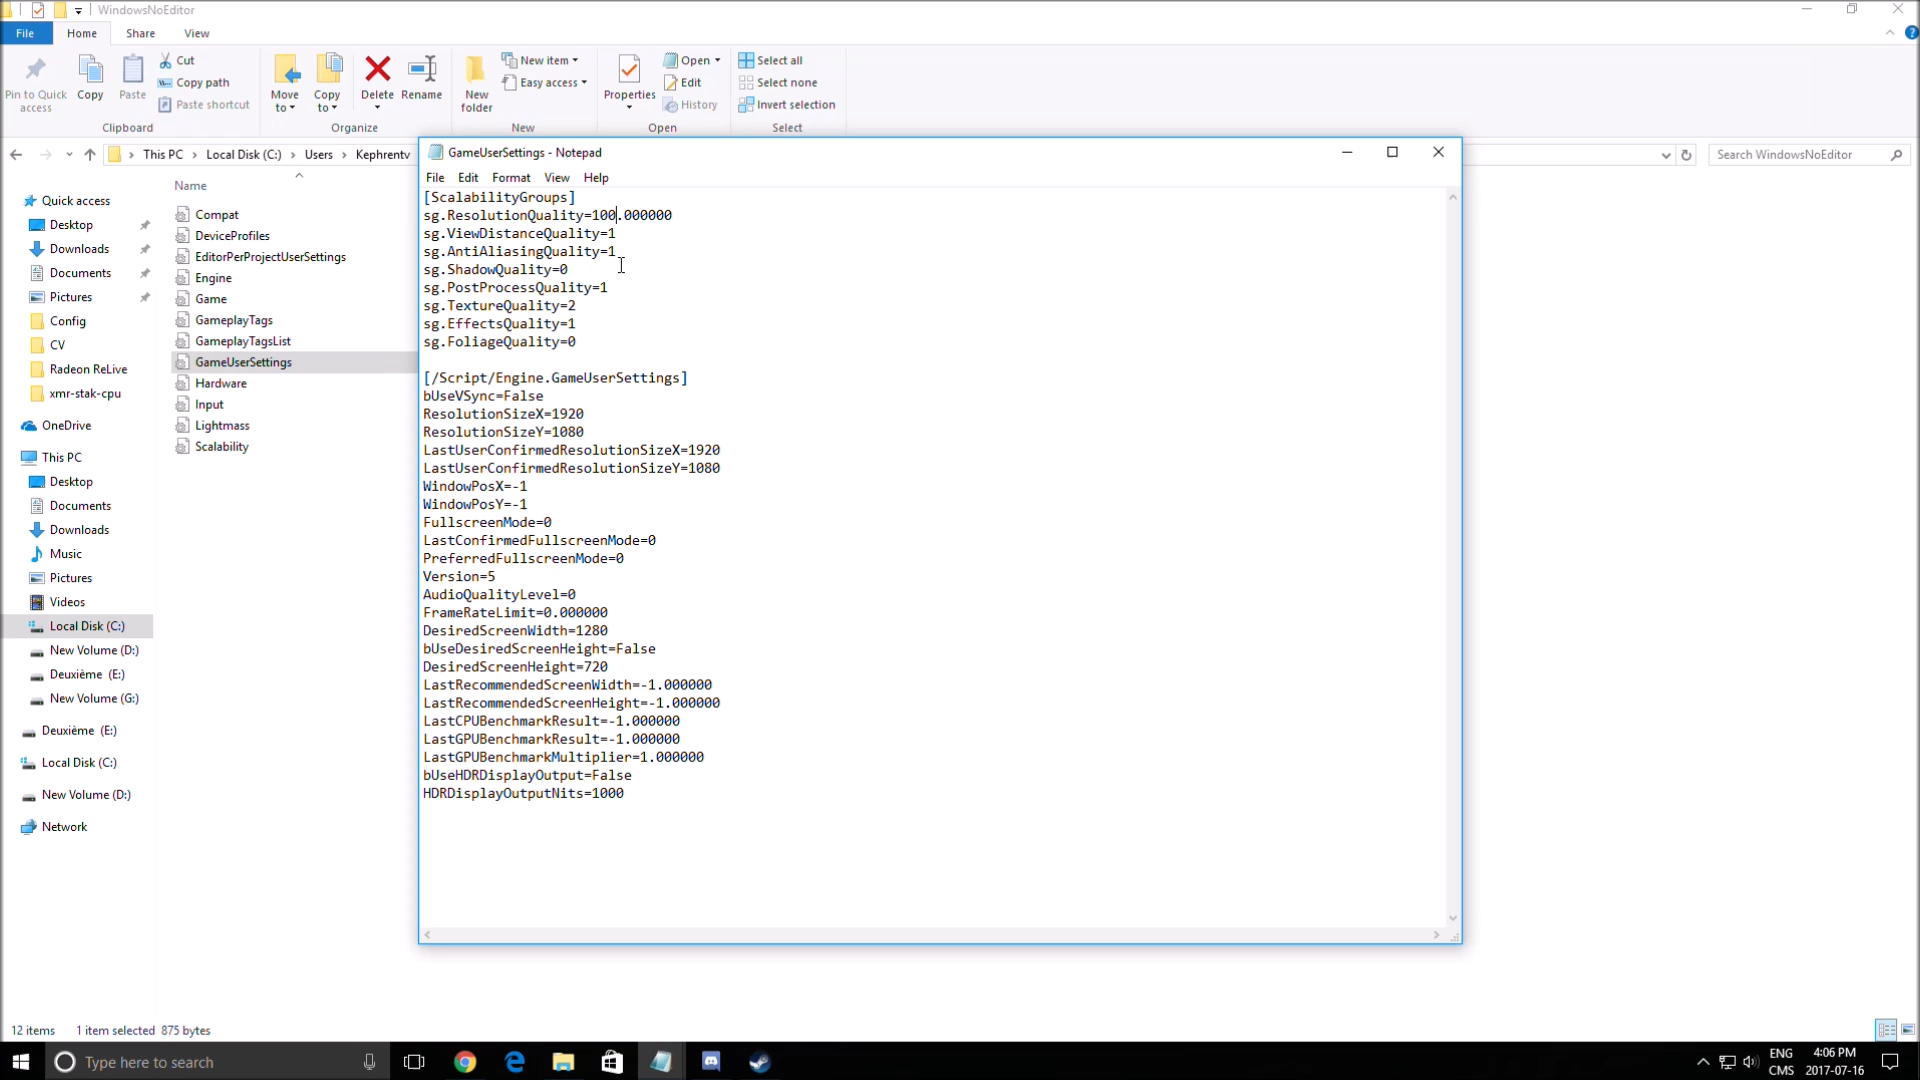 WindowsNoEditor
File
Home
Share
View
Pin to Quick access
Copy
Paste
Cut
Copy path
Paste shortcut
Clipboard
Move to
Copy to
Delete
Rename
Organize
New folder
New item
Easy access
New
Properties
Open
Edit
History
Open
Select all
Select none
Invert selection
Select
This PC
Local Disk (C:)
Users
Kephrentv
Search WindowsNoEditor
Quick access
Desktop
Downloads
Documents
Pictures
Config
CV
Radeon ReLive
xmr-stak-cpu
OneDrive
This PC
Desktop
Documents
Downloads
Music
Pictures
Videos
Local Disk (C:)
New Volume (D:)
Deuxième (E:)
New Volume (G:)
Deuxième (E:)
Local Disk (C:)
New Volume (D:)
Network
Name
Compat
DeviceProfiles
EditorPerProjectUserSettings
Engine
Game
GameplayTags
GameplayTagsList
GameUserSettings
Hardware
Input
Lightmass
Scalability
GameUserSettings - Notepad
File Edit Format View Help
[ScalabilityGroups]
sg.ResolutionQuality=100.000000
sg.ViewDistanceQuality=1
sg.AntiAliasingQuality=1
sg.ShadowQuality=0
sg.PostProcessQuality=1
sg.TextureQuality=2
sg.EffectsQuality=1
sg.FoliageQuality=0
[/Script/Engine.GameUserSettings]
bUseVSync=False
ResolutionSizeX=1920
ResolutionSizeY=1080
LastUserConfirmedResolutionSizeX=1920
LastUserConfirmedResolutionSizeY=1080
WindowPosX=-1
WindowPosY=-1
FullscreenMode=0
LastConfirmedFullscreenMode=0
PreferredFullscreenMode=0
Version=5
AudioQualityLevel=0
FrameRateLimit=0.000000
DesiredScreenWidth=1280
bUseDesiredScreenHeight=False
DesiredScreenHeight=720
LastRecommendedScreenWidth=-1.000000
LastRecommendedScreenHeight=-1.000000
LastCPUBenchmarkResult=-1.000000
LastGPUBenchmarkResult=-1.000000
LastGPUBenchmarkMultiplier=1.000000
bUseHDRDisplayOutput=False
HDRDisplayOutputNits=1000
12 items
1 item selected 875 bytes
Type here to search
ENG
CMS
4:06 PM
2017-07-16